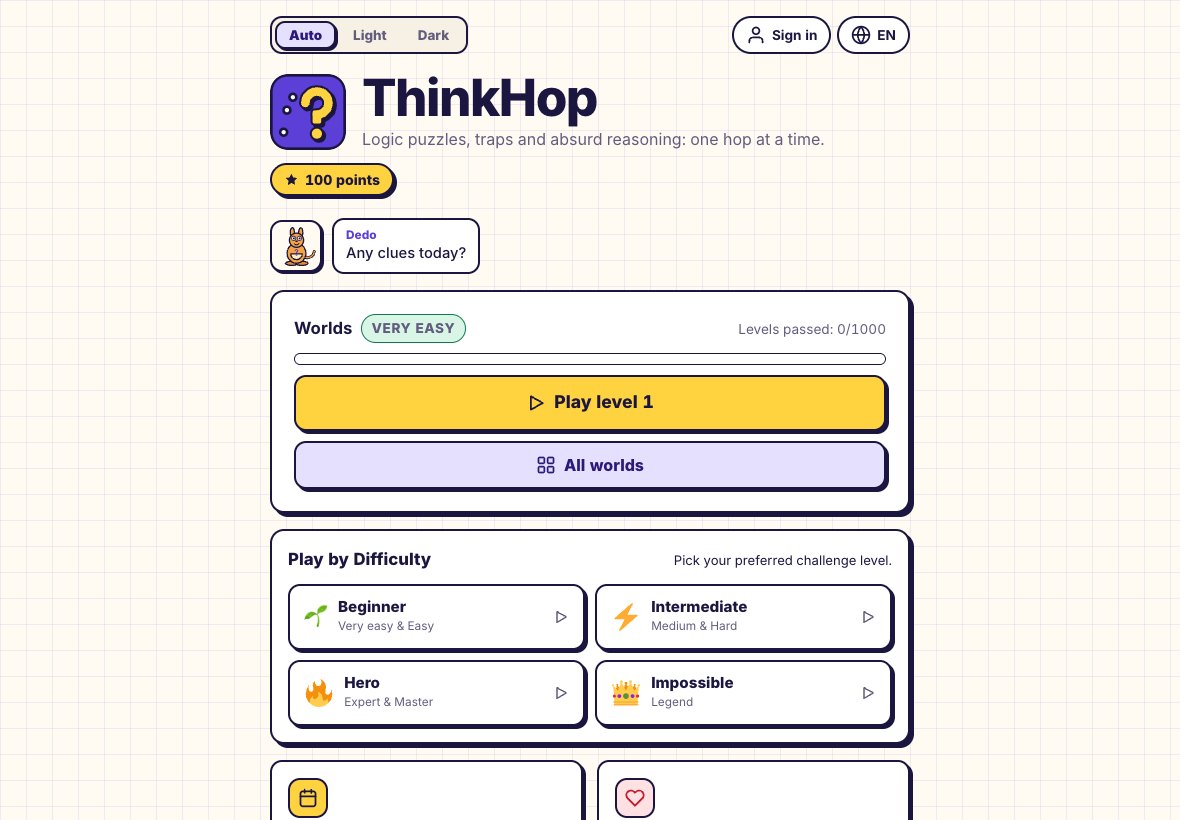 Auto Light Dark
Sign in
EN
ThinkHop
Logic puzzles, traps and absurd reasoning: one hop at a time.
100 points
Dedo
Any clues today?
Worlds VERY EASY
Levels passed: 0/1000
Play level 1
All worlds
Play by Difficulty
Pick your preferred challenge level.
Beginner
Very easy & Easy
Intermediate
Medium & Hard
Hero
Expert & Master
Impossible
Legend